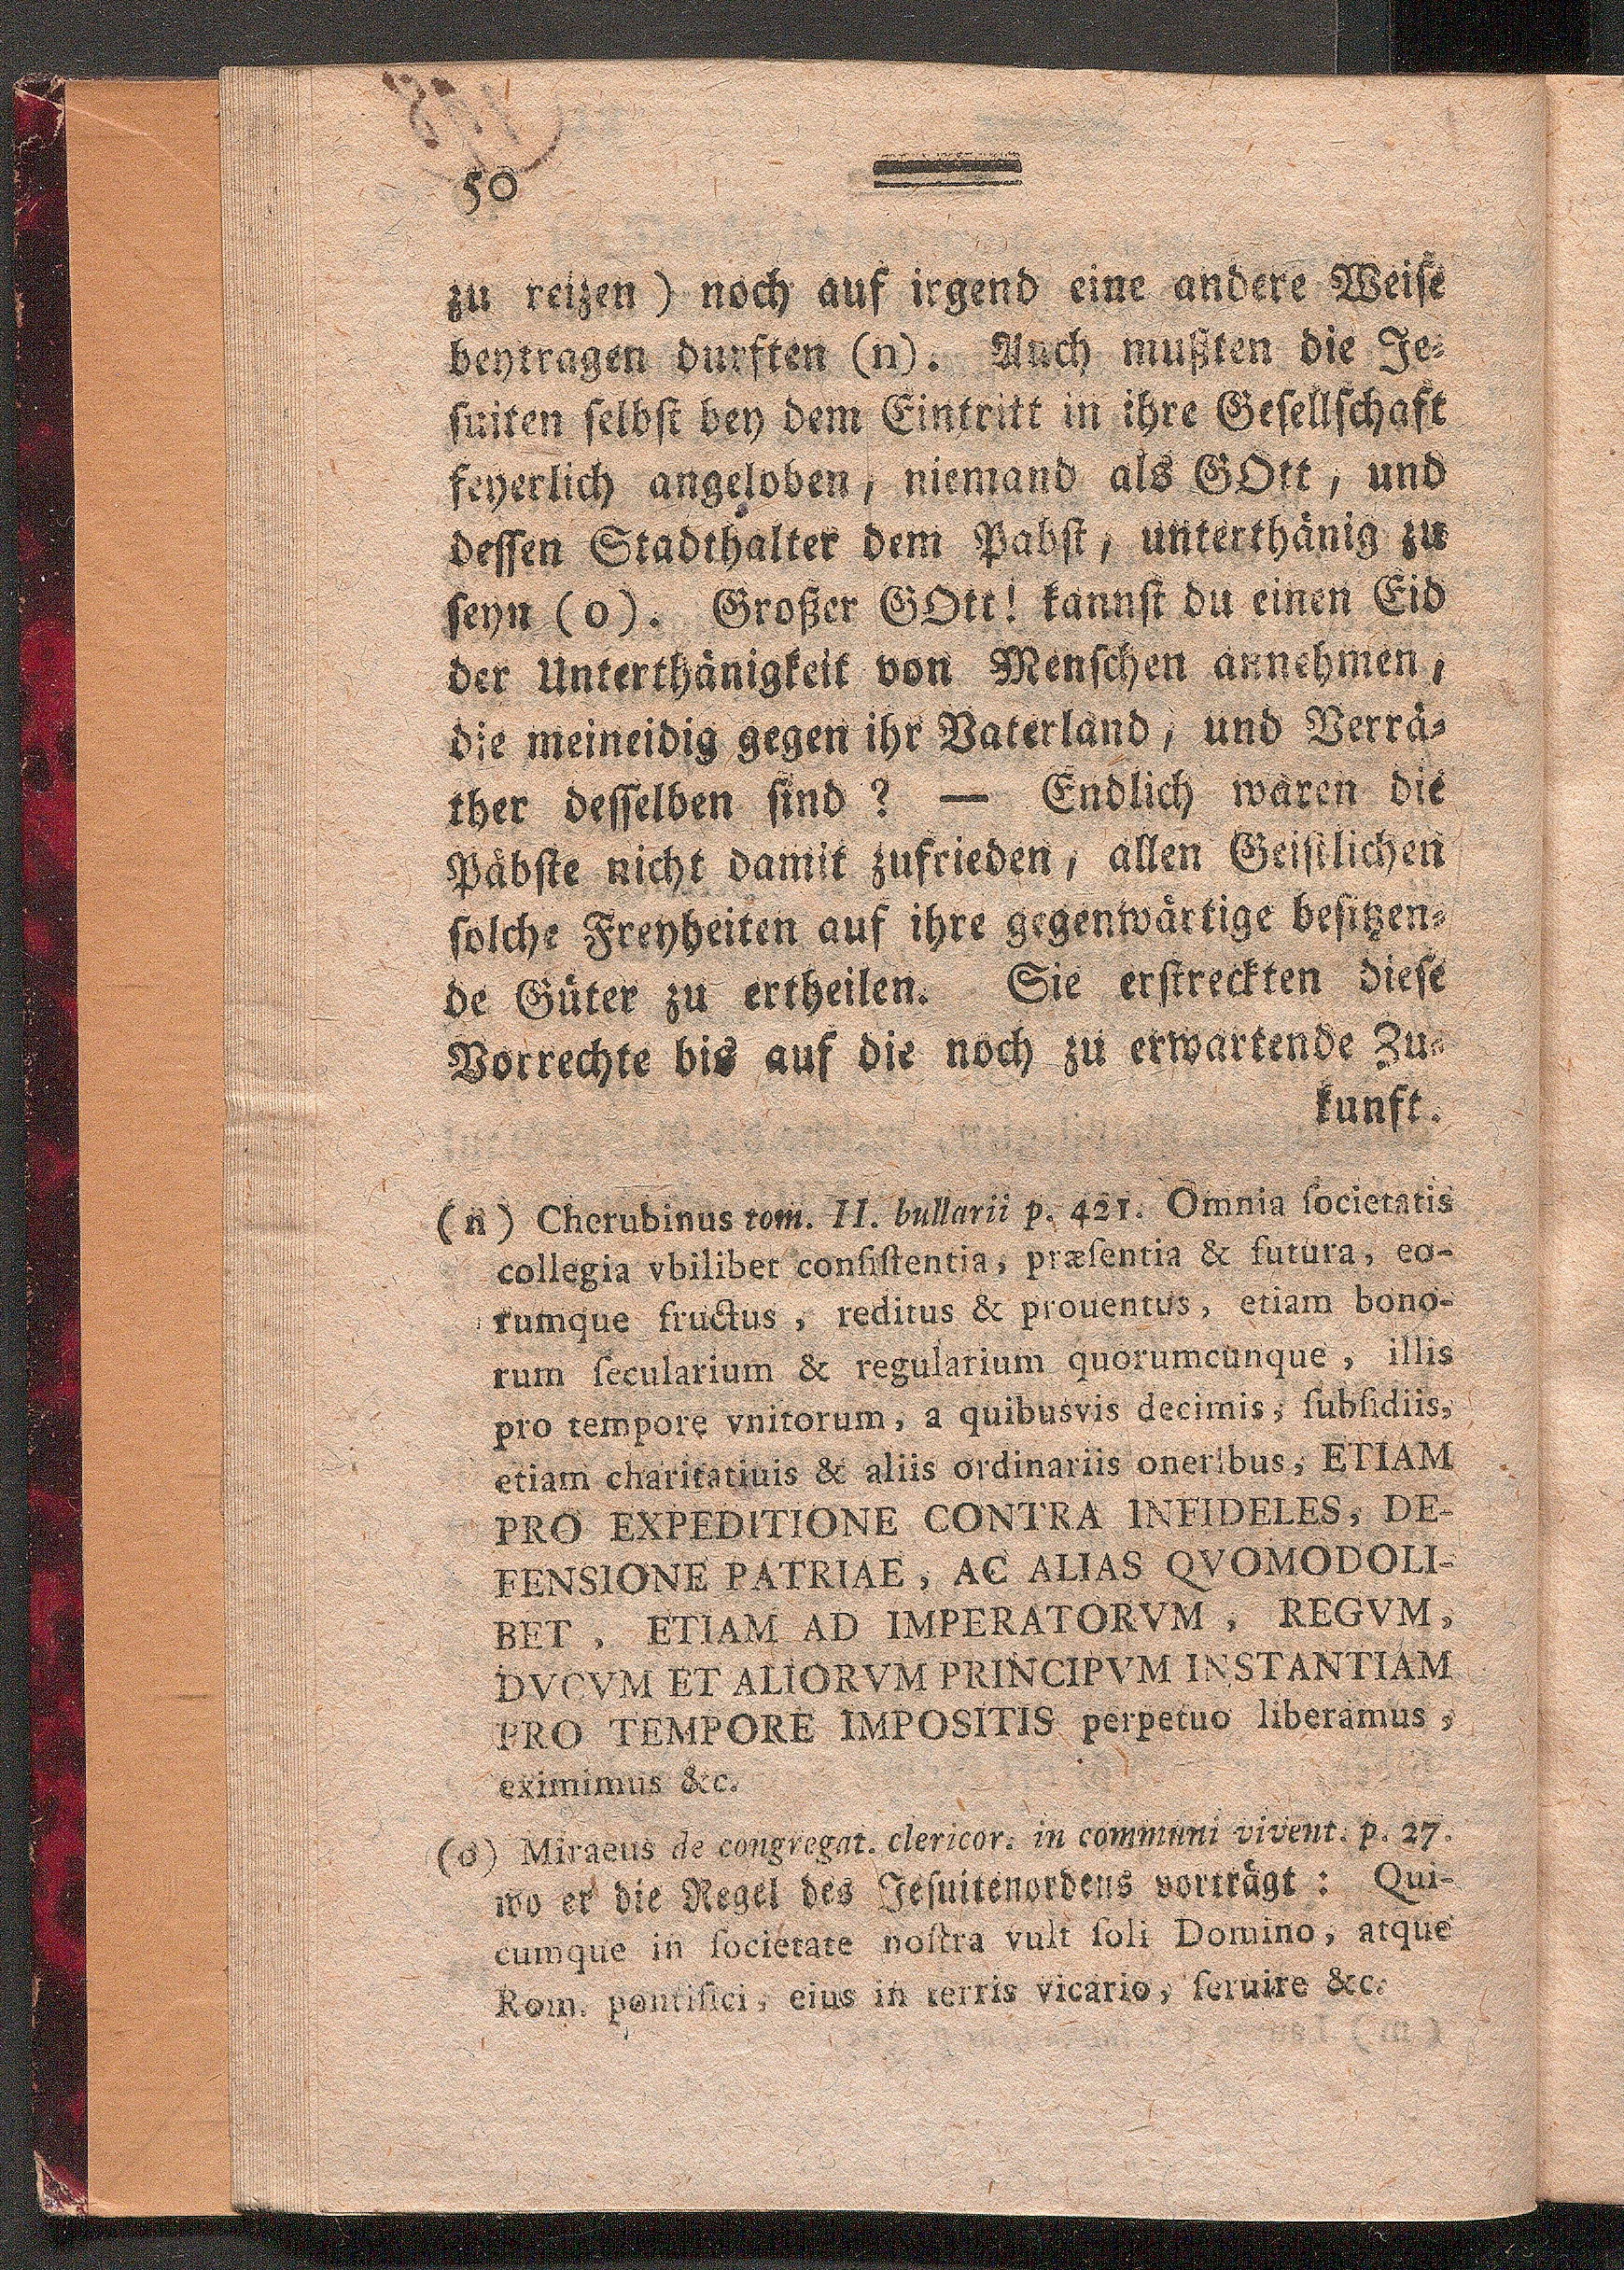 50
zu reizen) noch auf irgend eine andere Weiſe
beytragen durften (n). Auch mußten die Je⸗
ſuiten ſelbſt bey dem Eintritt in ihre Geſellſchaft
feyerlich angeloben, niemand als GOtt, und
deſſen Stadthalter dem Pabſt, unterthänig zu
ſeyn (o). Großer GOtt! kannſt du einen Eid
der Unterthänigkeit von Menſchen annehmen,
die meineidig gegen ihr Vaterland, und Verrä⸗
ther deſſelben ſind? — Endlich waren die
Päbſte nicht damit zufrieden, allen Geiſtlichen
ſolche Freyheiten auf ihre gegenwärtige beſitzen⸗
de Güter zu ertheilen. Sie erſtreckten dieſe
Vorrechte bis auf die noch zu erwartende Zu⸗
kunft.
(n) Cherubinus tom. II. bullarii p. 421. Omnia ſocietatis
collegia vbilibet conſiſtentia, præſentia & futura, eo-
rumque fructus, reditus & prouentus, etiam bono-
rum ſecularium & regularium quorumcunque, illis
pro tempore vnitorum, a quibusvis decimis, ſubſidiis,
etiam charitatiuis & aliis ordinariis oneribus, ETIAM
PRO EXPEDITIONE CONTRA INFIDELES, DE-
FENSIONE PATRIAE, AC ALIAS QVOMODOLI-
BET, ETIAM AD IMPERATORVM, REGVM,
DVCVM ET ALIORVM PRINCIPVM INSTANTIAM
PRO TEMPORE IMPOSITIS perpetuo liberamus,
eximimus &c.
(o) Miraeus de congregat. clericor. in communi vivent. p. 27.
wo er die Regel des Jeſuitenordens vorträgt: Qui-
cumque in ſocietate noſtra vult ſoli Domino, atque
Rom. pontifici, eius in terris vicario, ſeruire &c.